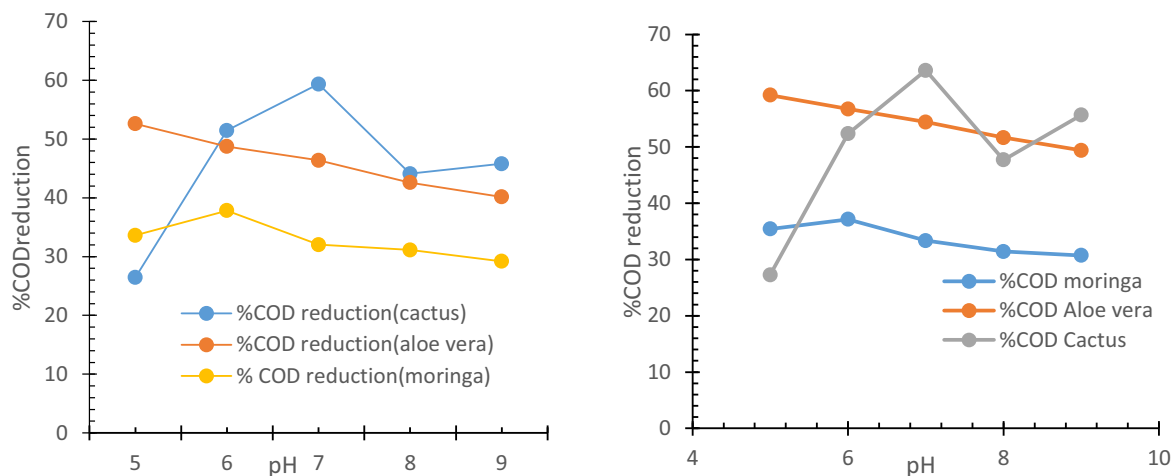 70
60
50
40
30
20
10
0
%CODreduction
5 6 7 8 9
pH
%COD reduction(cactus)
%COD reduction(aloe vera)
% COD reduction(moringa)
70
60
50
40
30
20
10
0
%COD reduction
4 6 8 10
pH
%COD moringa
%COD Aloe vera
%COD Cactus